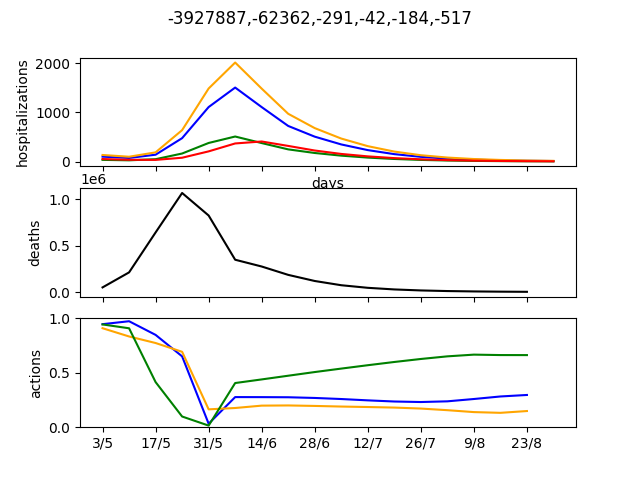 -3927887,-62362,-291,-42,-184,-517
hospitalizations
2000
1000
0
days
1e6
deaths
1.0
0.5
0.0
actions
1.0
0.5
0.0
3/5 17/5 31/5 14/6 28/6 12/7 26/7 9/8 23/8